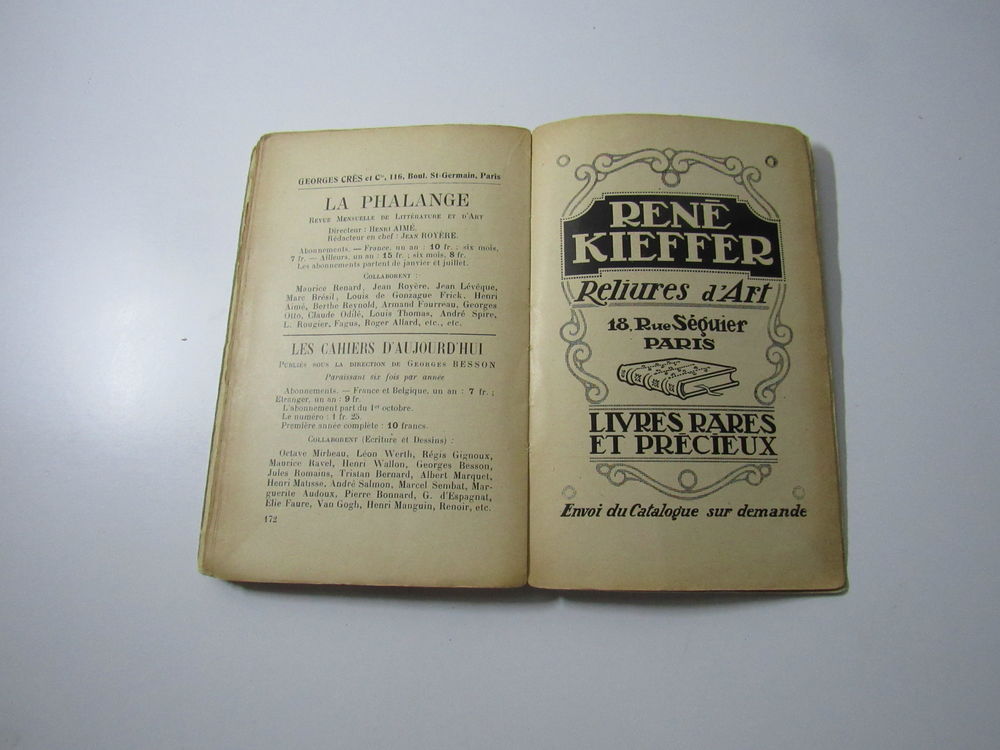 GEORGES CRÈS et Cie, 116, Boul. St-Germain, Paris
LA PHALANGE
REVUE MENSUELLE DE LITTÉRATURE ET D'ART
Directeur : HENRI AIMÉ.
Rédacteur en chef : JEAN ROYÈRE.
Abonnements. — France, un an : 10 fr. ; six mois,
7 fr. — Ailleurs, un an : 15 fr. ; six mois, 8 fr.
Les abonnements partent de janvier et juillet.
COLLABORENT :
Maurice Renard, Jean Royère, Jean Lévêque,
Marc Brésil, Louis de Gonzague Frick, Henri
Aimé, Berthe Reynold, Armand Fourreau, Georges
Otto, Claude Odilé, Louis Thomas, André Spire,
L. Rougier, Fagus, Roger Allard, etc., etc.
LES CAHIERS D'AUJOURD'HUI
PUBLIÉS SOUS LA DIRECTION DE GEORGES BESSON
Paraissant six fois par année
Abonnements. — France et Belgique, un an : 7 fr. ;
Etranger, un an : 9 fr.
L'abonnement part du 1er octobre.
Le numéro : 1 fr. 25.
Première année complète : 10 francs.
COLLABORENT (Ecriture et Dessins) :
Octave Mirbeau, Léon Werth, Régis Gignoux,
Maurice Ravel, Henri Wallon, Georges Besson,
Jules Romains, Tristan Bernard, Albert Marquet,
Henri Matisse, André Salmon, Marcel Sembat, Mar-
guerite Audoux, Pierre Bonnard, G. d'Espagnat,
Elie Faure, Van Gogh, Henri Manguin, Renoir, etc.
172
RENÉ
KIEFFER
Reliures d'Art
18, Rue Séguier
PARIS
LIVRES RARES
ET PRÉCIEUX
Envoi du Catalogue sur demande